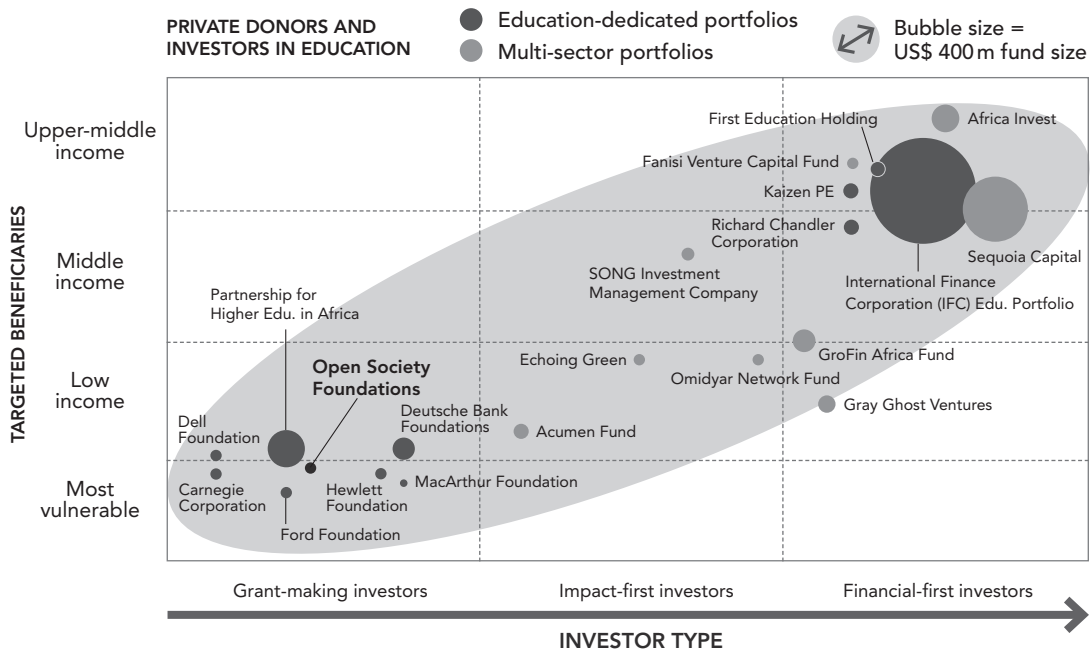 PRIVATE DONORS AND
INVESTORS IN EDUCATION
Education-dedicated portfolios
Multi-sector portfolios
Bubble size =
US$ 400 m fund size
TARGETED BENEFICIARIES
Upper-middle
income
Middle
income
Low
income
Most
vulnerable
First Education Holding
Africa Invest
Fanisi Venture Capital Fund
Kaizen PE
Richard Chandler
Corporation
Sequoia Capital
SONG Investment
Management Company
International Finance
Corporation (IFC) Edu. Portfolio
Partnership for
Higher Edu. in Africa
GroFin Africa Fund
Echoing Green
Omidyar Network Fund
Open Society
Foundations
Gray Ghost Ventures
Deutsche Bank
Foundations
Acumen Fund
Dell
Foundation
Carnegie
Corporation
Hewlett
Foundation
MacArthur Foundation
Ford Foundation
Grant-making investors
Impact-first investors
Financial-first investors
INVESTOR TYPE